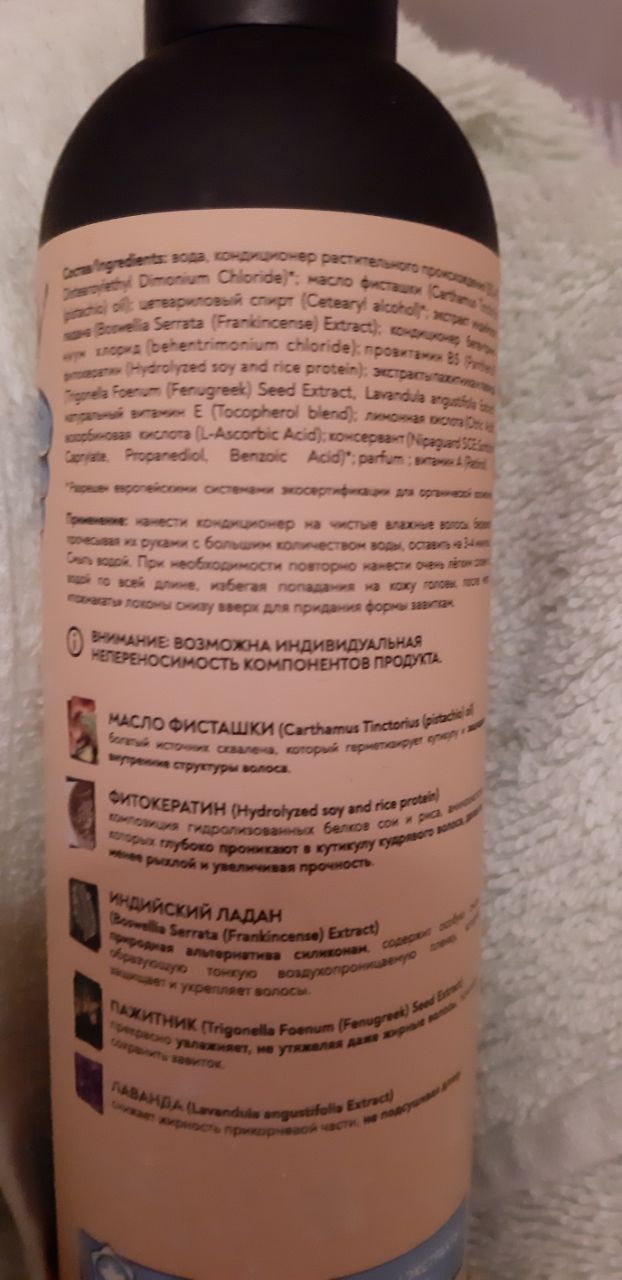 Состав/Ingredients: вода, кондиционер растительного происхождения
Distearoylethyl Dimonium Chloride)*; масло фисташки (Carthamus
(pistachio) oil); цетеариловый спирт (Cetearyl alcohol)*; экстракт
ладана (Boswellia Serrata (Frankincense) Extract); кондиционер
хлорид (behentrimonium chloride); провитамин B5
фитокератин (Hydrolyzed soy and rice protein); экстракты пажитника и
(Trigonella Foenum (Fenugreek) Seed Extract, Lavandula angustifolia
натуральный витамин Е (Tocopherol blend); лимонная кислота (Citric
аскорбиновая кислота (L-Ascorbic Acid); консервант (Nipaguard SCE
Caprylate, Propanediol, Benzoic Acid)*; parfum ; витамин А
*Разрешен европейскими системами экосертификации для органической
Применение: нанести кондиционер на чистые влажные волосы,
прочесывая их руками с большим количеством воды, оставить на 3-4
Смыть водой. При необходимости повторно нанести очень лёгким
водой по всей длине, избегая попадания на кожу головы, после
«пожмакать» локоны снизу вверх для придания формы завиткам.
ВНИМАНИЕ: ВОЗМОЖНА ИНДИВИДУАЛЬНАЯ
НЕПЕРЕНОСИМОСТЬ КОМПОНЕНТОВ ПРОДУКТА.
МАСЛО ФИСТАШКИ (Carthamus Tinctorius (pistachio) oil)
богатый источник сквалена, который герметизирует кутикулу и
внутренние структуры волоса.
ФИТОКЕРАТИН (Hydrolyzed soy and rice protein)
композиция гидролизованных белков сои и риса,
которых глубоко проникают в кутикулу кудрявого волоса,
менее рыхлой и увеличивая прочность.
ИНДИЙСКИЙ ЛАДАН
(Boswellia Serrata (Frankincense) Extract)
природная альтернатива силиконам, содержит особую
образующую тонкую воздухопроницаемую пленку,
защищает и укрепляет волосы.
ПАЖИТНИК (Trigonella Foenum (Fenugreek) Seed Extract)
прекрасно увлажняет, не утяжеляя даже жирные волосы,
сохранить завиток.
ЛАВАНДА (Lavandula angustifolia Extract)
снижает жирность прикорневой части, не подсушивая длину